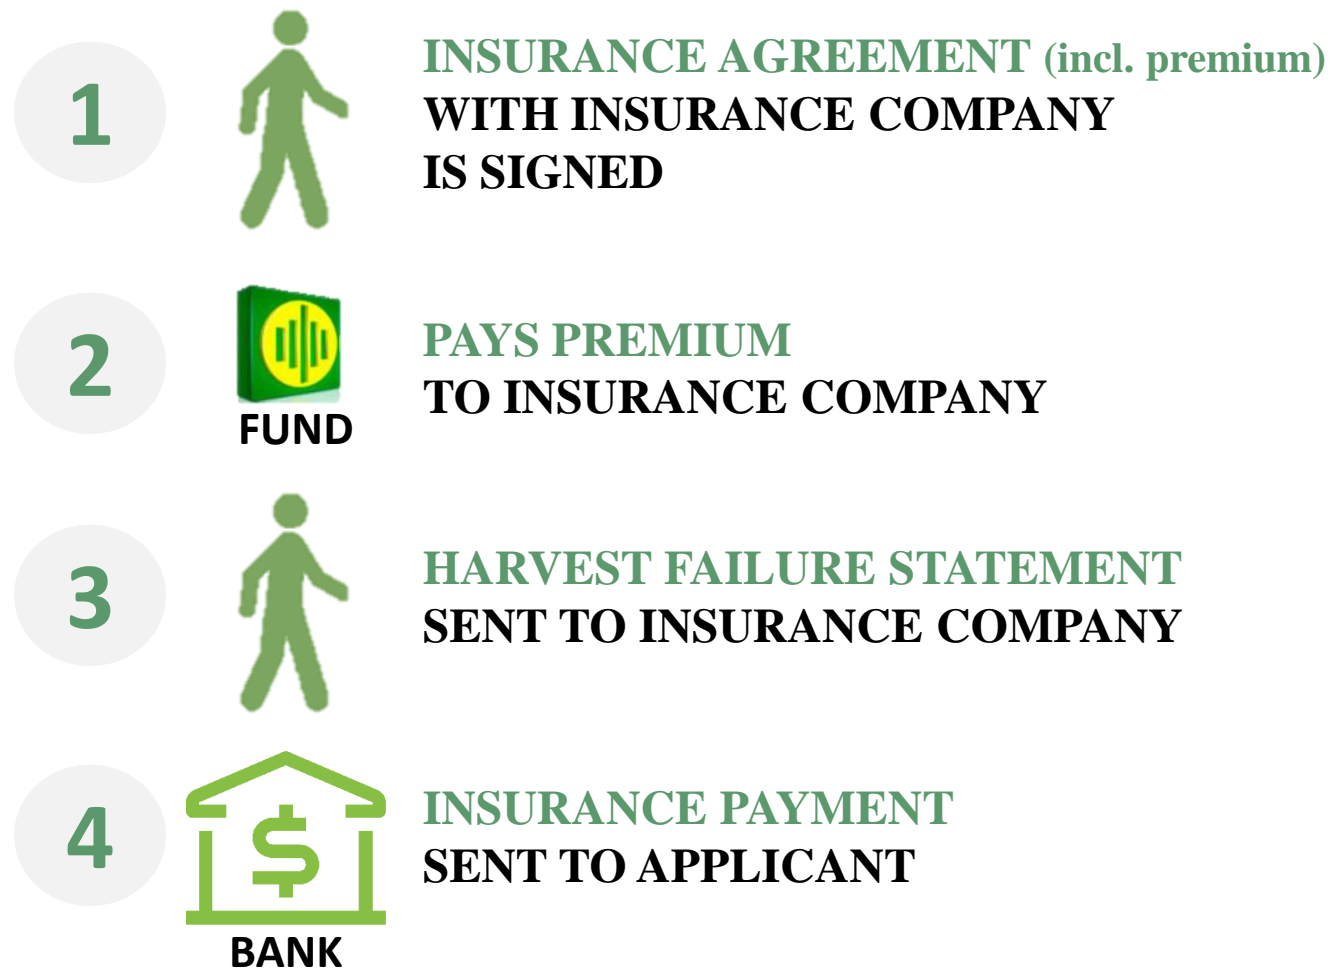 1
INSURANCE AGREEMENT (incl. premium)
WITH INSURANCE COMPANY
IS SIGNED
2
FUND
PAYS PREMIUM
TO INSURANCE COMPANY
3
HARVEST FAILURE STATEMENT
SENT TO INSURANCE COMPANY
4
$
BANK
INSURANCE PAYMENT
SENT TO APPLICANT